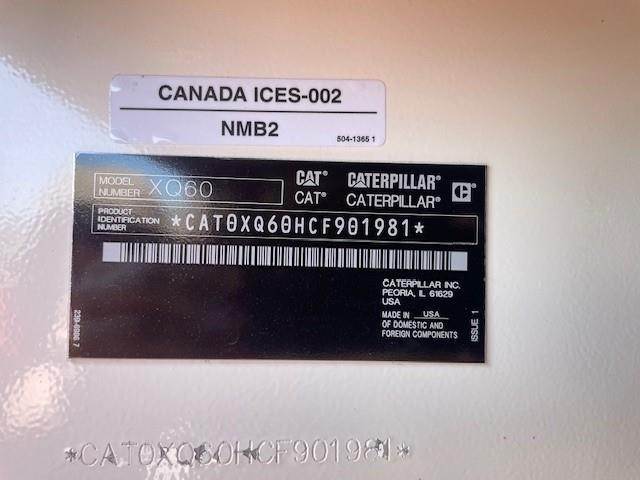 CANADA ICES-002
NMB2
504-1365 1
MODEL NUMBER XQ60
CAT CATERPILLAR C
CAT® CATERPILLAR®
PRODUCT IDENTIFICATION NUMBER *CAT0XQ60HCF901981*
CATERPILLAR INC.
PEORIA, IL 61629
USA
MADE IN USA
OF DOMESTIC AND
FOREIGN COMPONENTS
239-6986 7
ISSUE 1
*CAT0XQ60HCF901981*